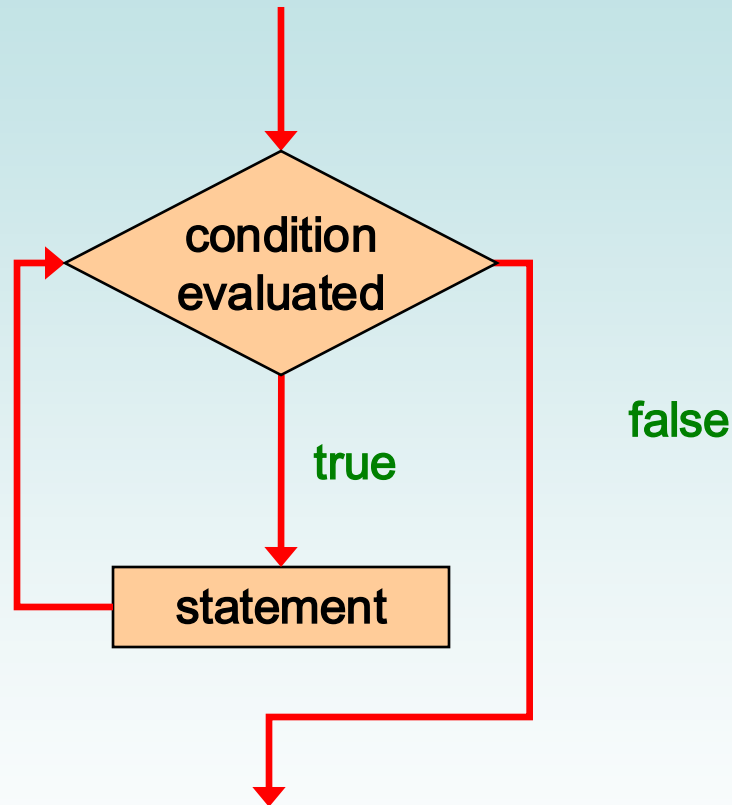 condition
evaluated
false
true
statement